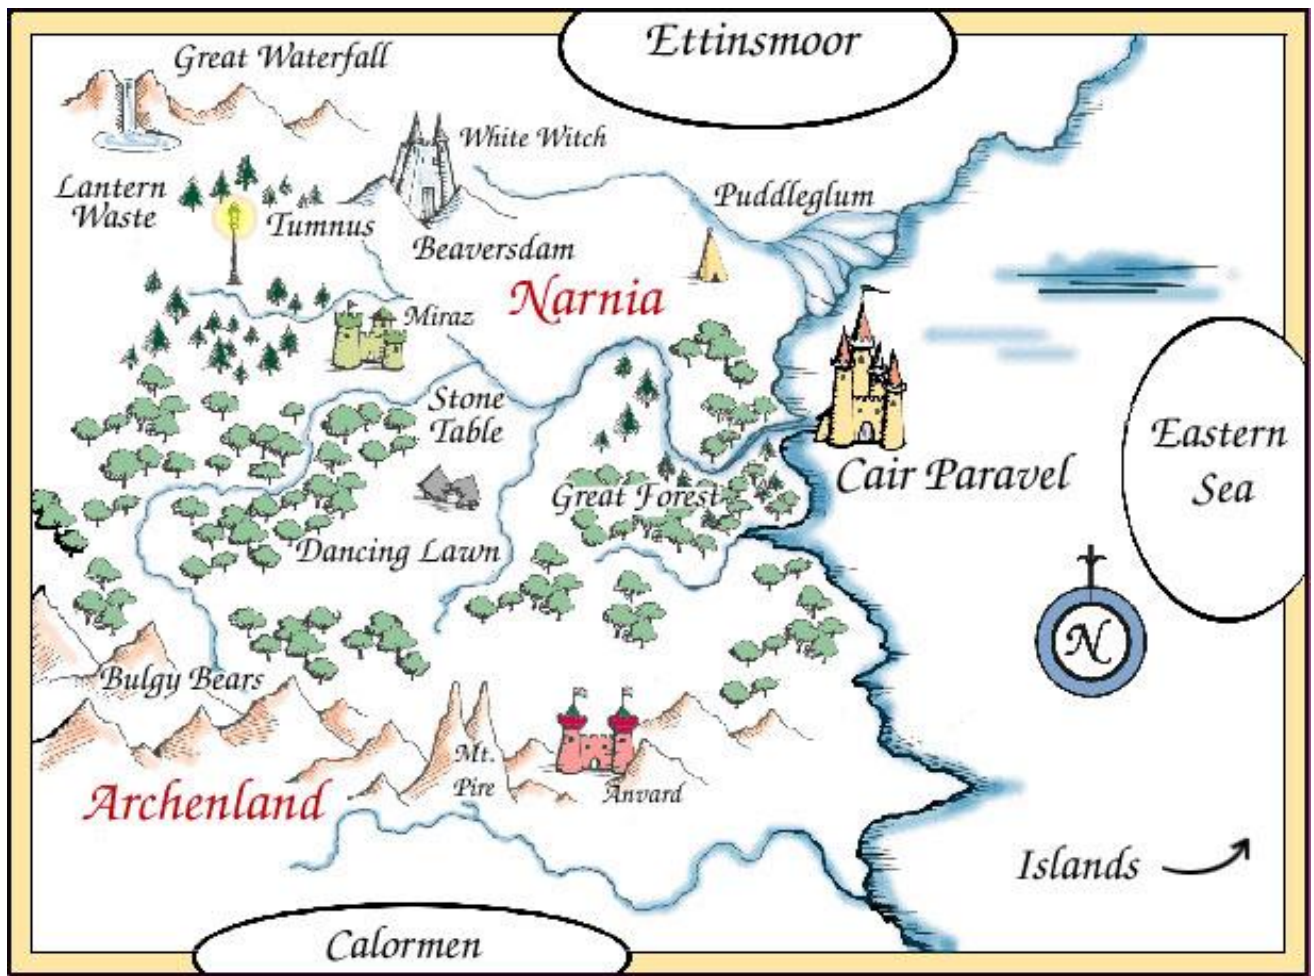 Ettinsmoor
Great Waterfall
White Witch
Lantern
Waste
Tumnus
Puddleglum
Beaversdam
Narnia
Miraz
Stone
Table
Cair Paravel
Eastern
Sea
Great Forest
Dancing Lawn
N
Bulgy Bears
Mt.
Pire
Anvard
Archenland
Islands
Calormen